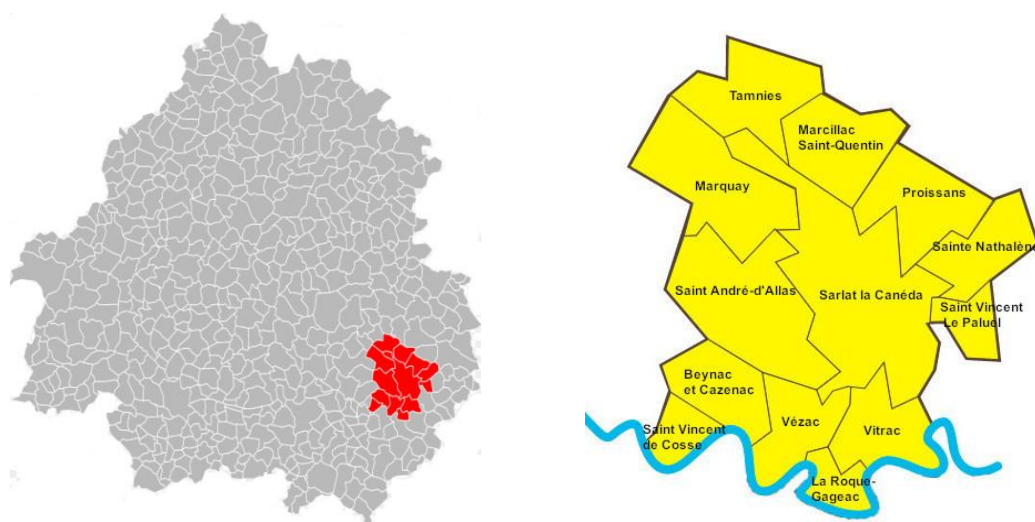 Tamnies
Marcillac
Saint-Quentin
Marquay
Proissans
Sainte Nathalène
Saint André-d'Allas
Sarlat la Canéda
Saint Vincent
Le Paluel
Beynac
et Cazenac
Vézac
Vitrac
Saint Vincent
de Cosse
La Roque-
Gageac